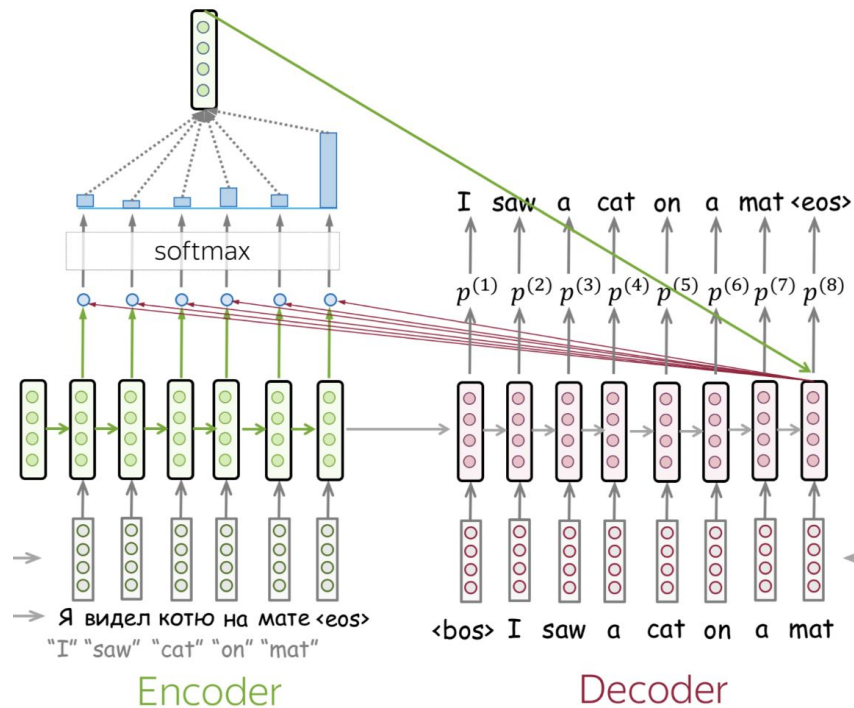 I saw a cat on a mat <eos>
softmax
p(1) p(2) p(3) p(4) p(5) p(6) p(7) p(8)
Я видел котю на мате <eos>
"I" "saw" "cat" "on" "mat"
<bos> I saw a cat on a mat
Encoder
Decoder